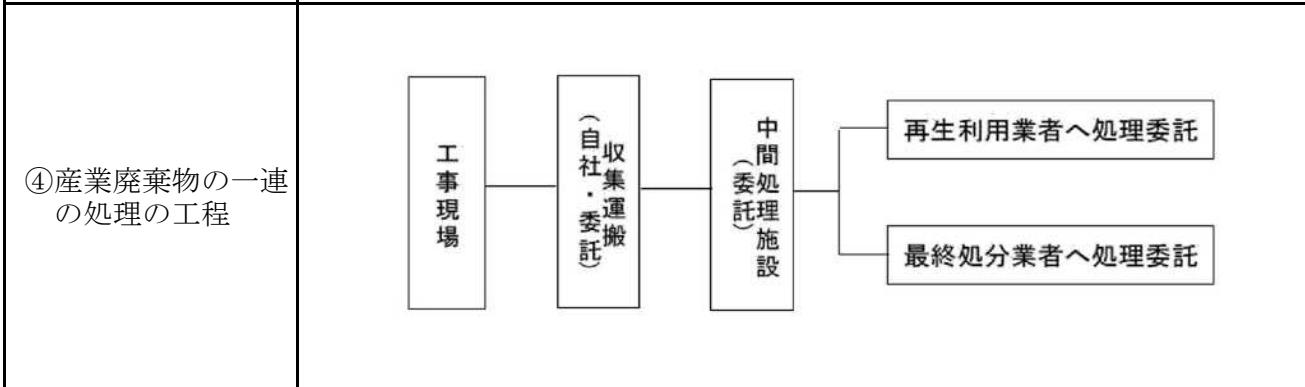 ④産業廃棄物の一連
の処理の工程
工事現場
収集運搬
（自社・委託）
中間処理施設
（委託）
再生利用業者へ処理委託
最終処分業者へ処理委託